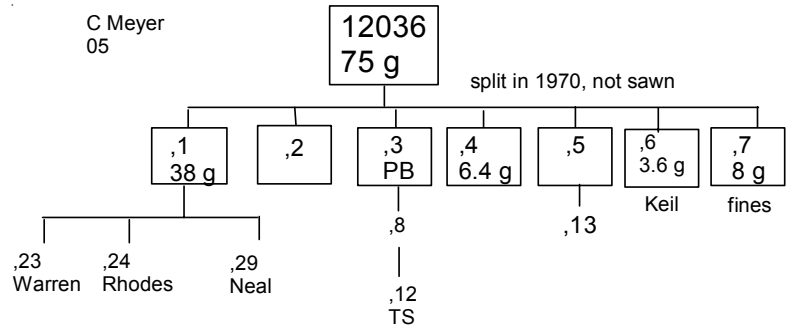 C Meyer
05
12036
75 g
split in 1970, not sawn
,1
38 g
,2
,3
PB
,4
6.4 g
,5
,6
3.6 g
,7
8 g
Keil
fines
,8
,13
,23
Warren
,24
Rhodes
,29
Neal
,12
TS